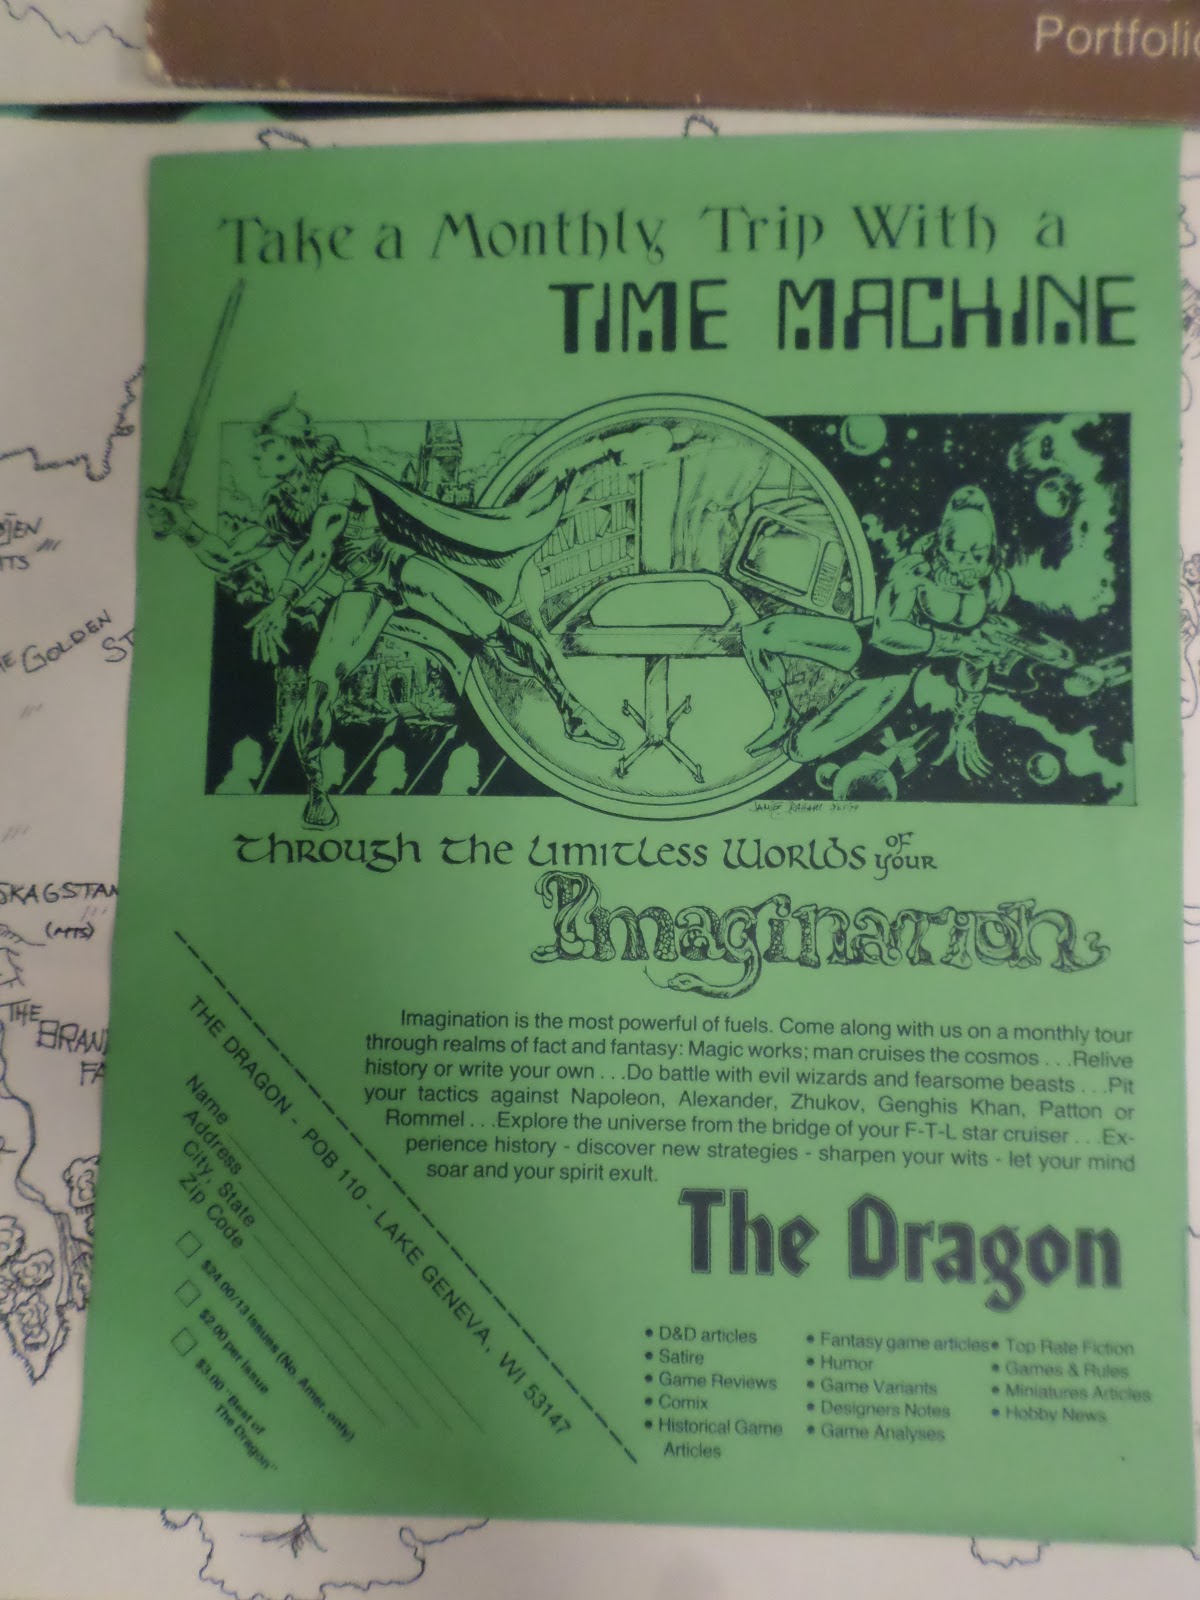 Portfolio
Take a Monthly Trip With a
TIME MACHINE
through the limitless worlds of your
Imagination
Imagination is the most powerful of fuels. Come along with us on a monthly tour
through realms of fact and fantasy: Magic works; man cruises the cosmos . . .Relive
history or write your own . . .Do battle with evil wizards and fearsome beasts . . .Pit
your tactics against Napoleon, Alexander, Zhukov, Genghis Khan, Patton or
Rommel . . .Explore the universe from the bridge of your F-T-L star cruiser . . .Ex-
perience history - discover new strategies - sharpen your wits - let your mind
soar and your spirit exult.
The Dragon
• D&D articles
• Satire
• Game Reviews
• Comix
• Historical Game
Articles
• Fantasy game articles
• Humor
• Game Variants
• Designers Notes
• Game Analyses
• Top Rate Fiction
• Games & Rules
• Miniatures Articles
• Hobby News
THE DRAGON - POB 110 - LAKE GENEVA, WI 53147
Name
Address
City, State
Zip Code
$24.00/13 issues (No. Amer. only)
$2.00 per issue
$3.00 "Best of
The Dragon"
GOLDEN
SKAGSTAN
(MTS)
THE